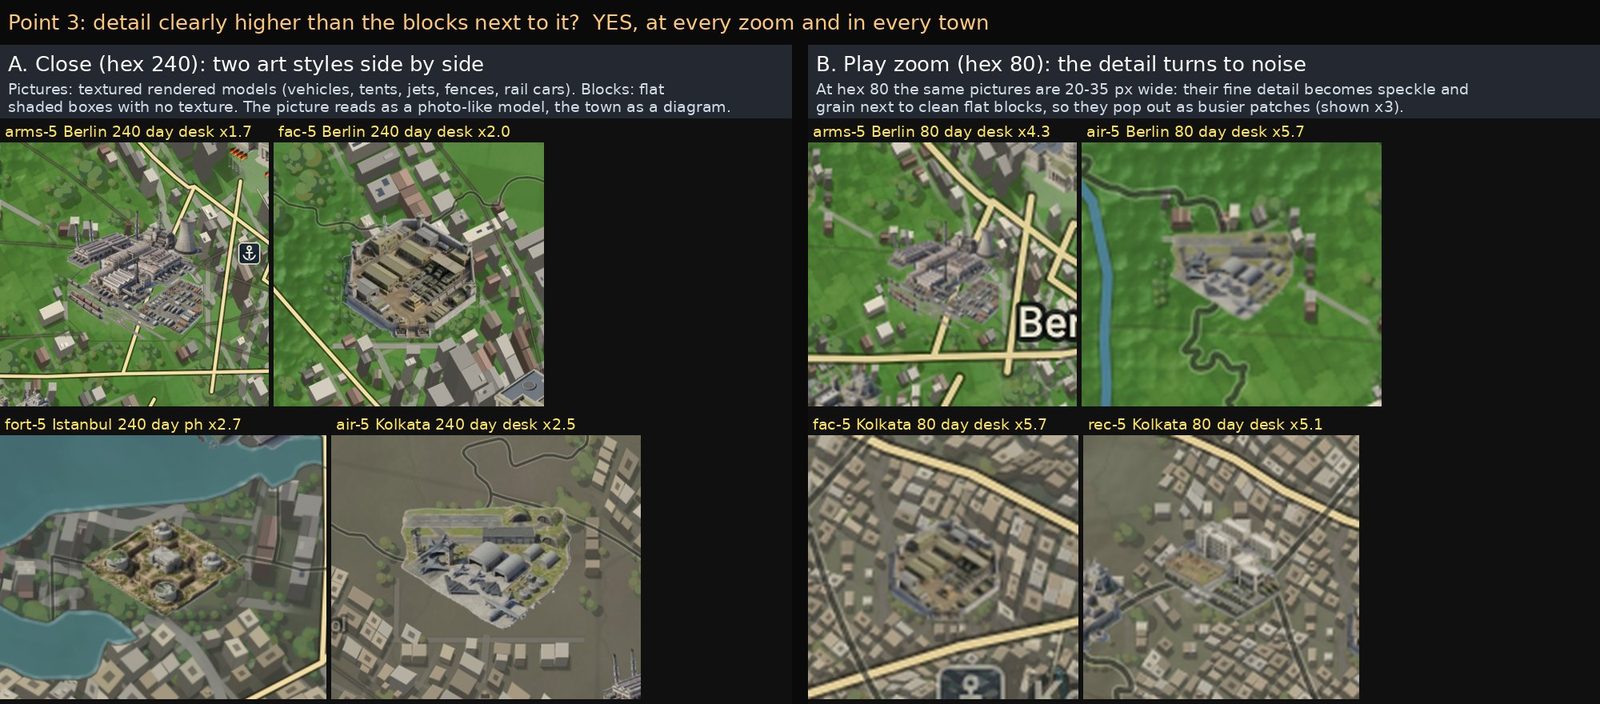 Point 3: detail clearly higher than the blocks next to it?  YES, at every zoom and in every town
A. Close (hex 240): two art styles side by side
Pictures: textured rendered models (vehicles, tents, jets, fences, rail cars). Blocks: flat
shaded boxes with no texture. The picture reads as a photo-like model, the town as a diagram.
arms-5 Berlin 240 day desk x1.7
fac-5 Berlin 240 day desk x2.0
fort-5 Istanbul 240 day ph x2.7
air-5 Kolkata 240 day desk x2.5
ol
B. Play zoom (hex 80): the detail turns to noise
At hex 80 the same pictures are 20-35 px wide: their fine detail becomes speckle and
grain next to clean flat blocks, so they pop out as busier patches (shown x3).
arms-5 Berlin 80 day desk x4.3
air-5 Berlin 80 day desk x5.7
Ber
fac-5 Kolkata 80 day desk x5.7
rec-5 Kolkata 80 day desk x5.1
K